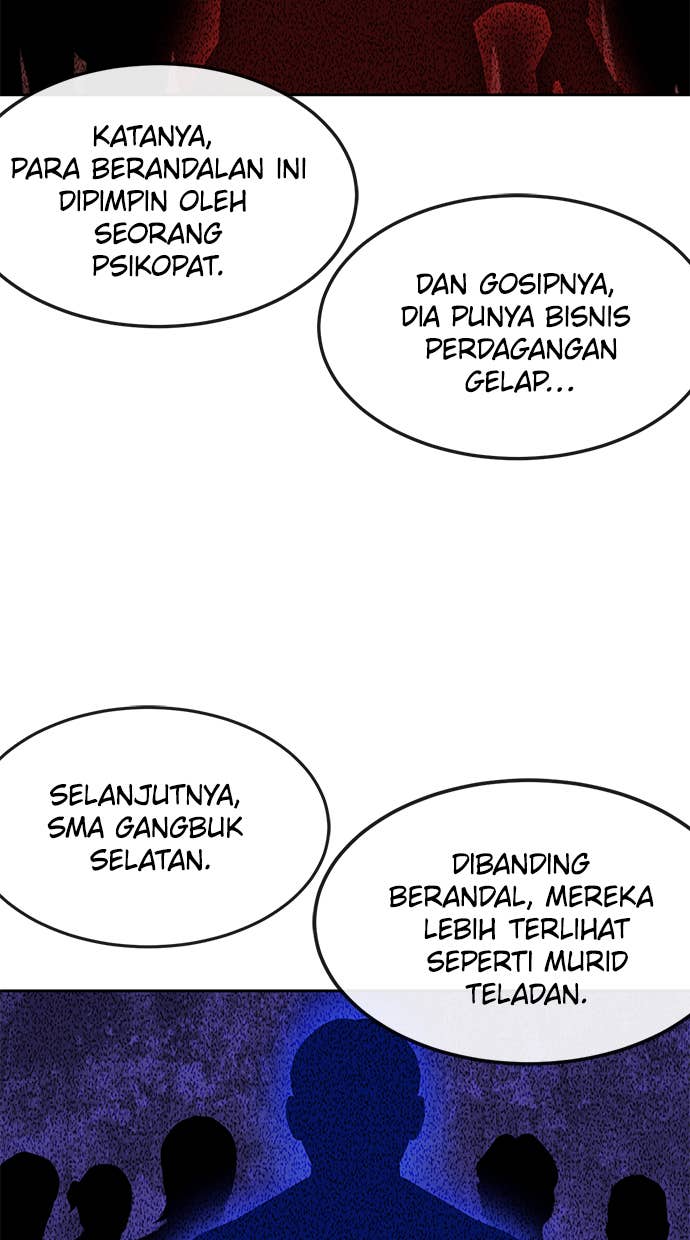 KATANYA,
PARA BERANDALAN INI
DIPIMPIN OLEH
SEORANG
PSIKOPAT.
DAN GOSIPNYA,
DIA PUNYA BISNIS
PERDAGANGAN
GELAP...
SELANJUTNYA,
SMA GANGBUK
SELATAN.
DIBANDING
BERANDAL, MEREKA
LEBIH TERLIHAT
SEPERTI MURID
TELADAN.